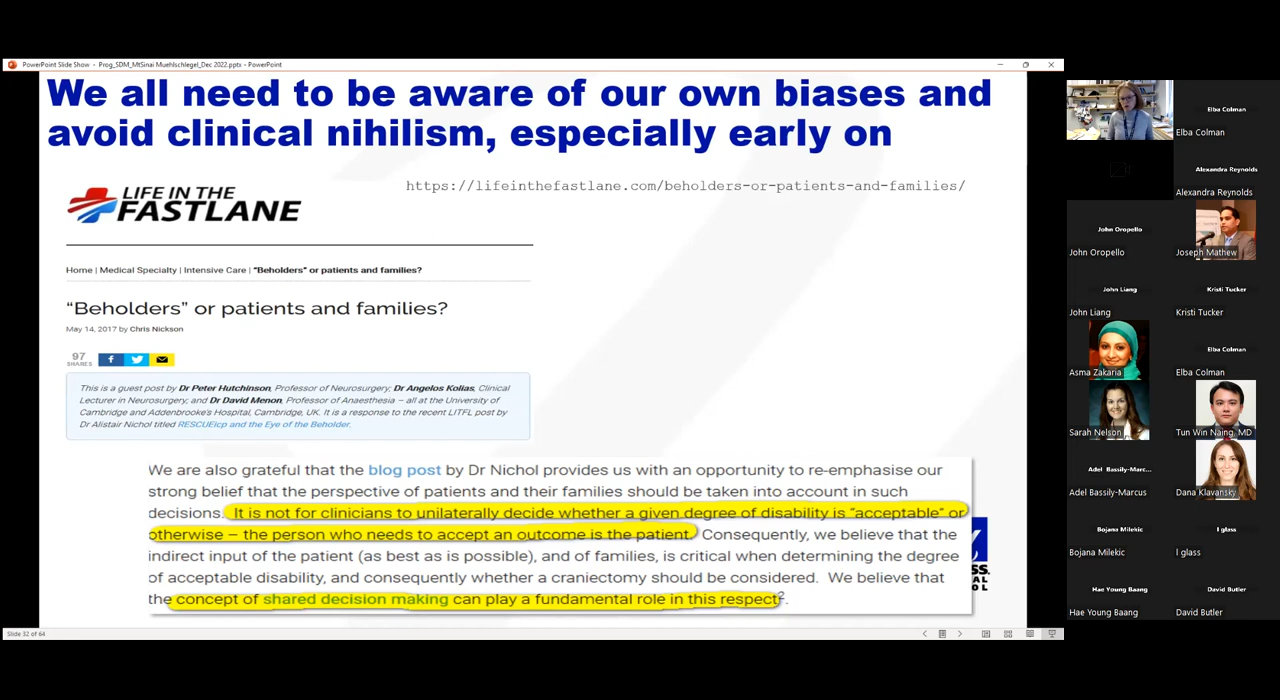 PowerPoint Slide Show - Prog_SDM_MtSinai Muehlschlegel_Dec 2022.pptx - PowerPoint
We all need to be aware of our own biases and
avoid clinical nihilism, especially early on
https://lifeinthefastlane.com/beholders-or-patients-and-families/
LIFE IN THE
FASTLANE
Home | Medical Specialty | Intensive Care | “Beholders” or patients and families?
“Beholders” or patients and families?
May 14, 2017 by Chris Nickson
97
SHARES
This is a guest post by Dr Peter Hutchinson, Professor of Neurosurgery; Dr Angelos Kolias, Clinical
Lecturer in Neurosurgery; and Dr David Menon, Professor of Anaesthesia – all at the University of
Cambridge and Addenbrooke's Hospital, Cambridge, UK. It is a response to the recent LITFL post by
Dr Alistair Nichol titled RESCUEIcp and the Eye of the Beholder.
We are also grateful that the blog post by Dr Nichol provides us with an opportunity to re-emphasise our
strong belief that the perspective of patients and their families should be taken into account in such
decisions. It is not for clinicians to unilaterally decide whether a given degree of disability is “acceptable” or
otherwise – the person who needs to accept an outcome is the patient. Consequently, we believe that the
indirect input of the patient (as best as is possible), and of families, is critical when determining the degree
of acceptable disability, and consequently whether a craniectomy should be considered. We believe that
the concept of shared decision making can play a fundamental role in this respect2.
SS.
AL
OL
Slide 32 of 64
Elba Colman
Elba Colman
Alexandra Reynolds
Alexandra Reynolds
John Oropello
John Oropello
Joseph Mathew
John Liang
John Liang
Kristi Tucker
Kristi Tucker
Asma Zakaria
Elba Colman
Elba Colman
Sarah Nelson
Tun Win Naing, MD
Adel Bassily-Marc...
Adel Bassily-Marcus
Dana Klavansky
Bojana Milekic
Bojana Milekic
l glass
l glass
Hae Young Baang
Hae Young Baang
David Butler
David Butler